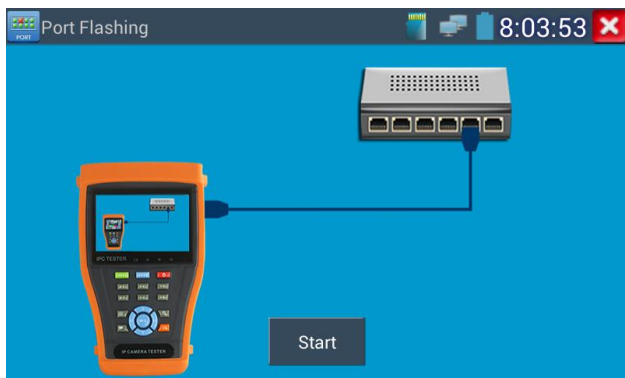 PORT
Port Flashing
8:03:53
IPC TESTER
IP CAMERA TESTER
Start